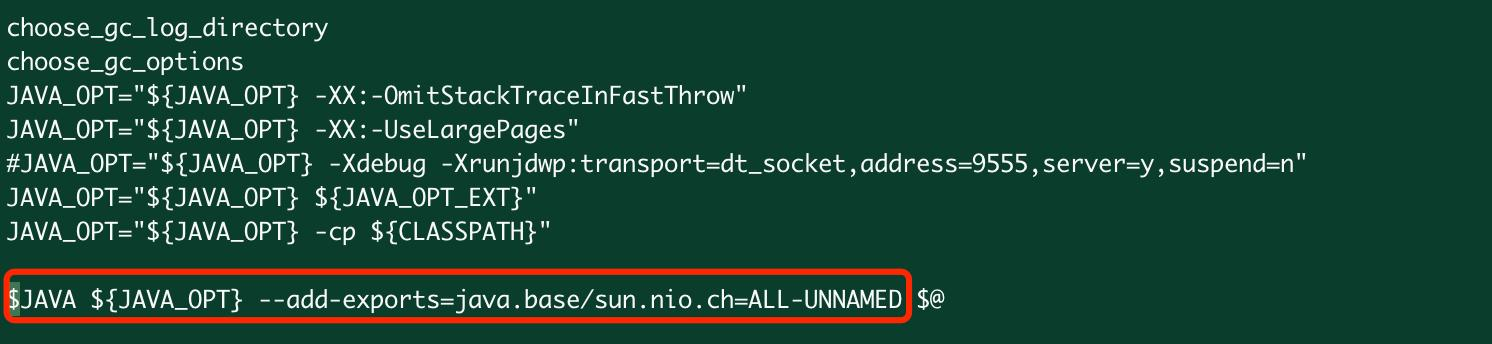 choose_gc_log_directory
choose_gc_options
JAVA_OPT="${JAVA_OPT} -XX:-OmitStackTraceInFastThrow"
JAVA_OPT="${JAVA_OPT} -XX:-UseLargePages"
#JAVA_OPT="${JAVA_OPT} -Xdebug -Xrunjdwp:transport=dt_socket,address=9555,server=y,suspend=n"
JAVA_OPT="${JAVA_OPT} ${JAVA_OPT_EXT}"
JAVA_OPT="${JAVA_OPT} -cp ${CLASSPATH}"
$JAVA ${JAVA_OPT} --add-exports=java.base/sun.nio.ch=ALL-UNNAMED $@